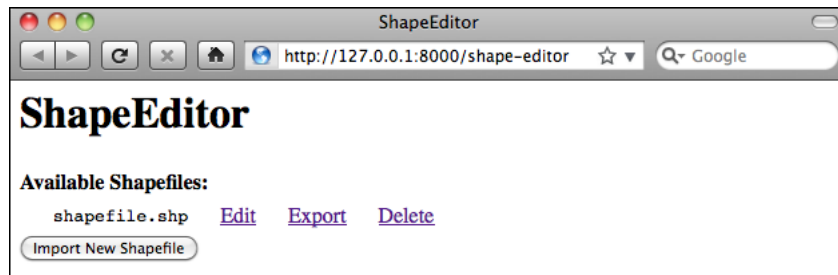 ShapeEditor
http://127.0.0.1:8000/shape-editor Google
ShapeEditor
Available Shapefiles:
shapefile.shp Edit Export Delete
Import New Shapefile